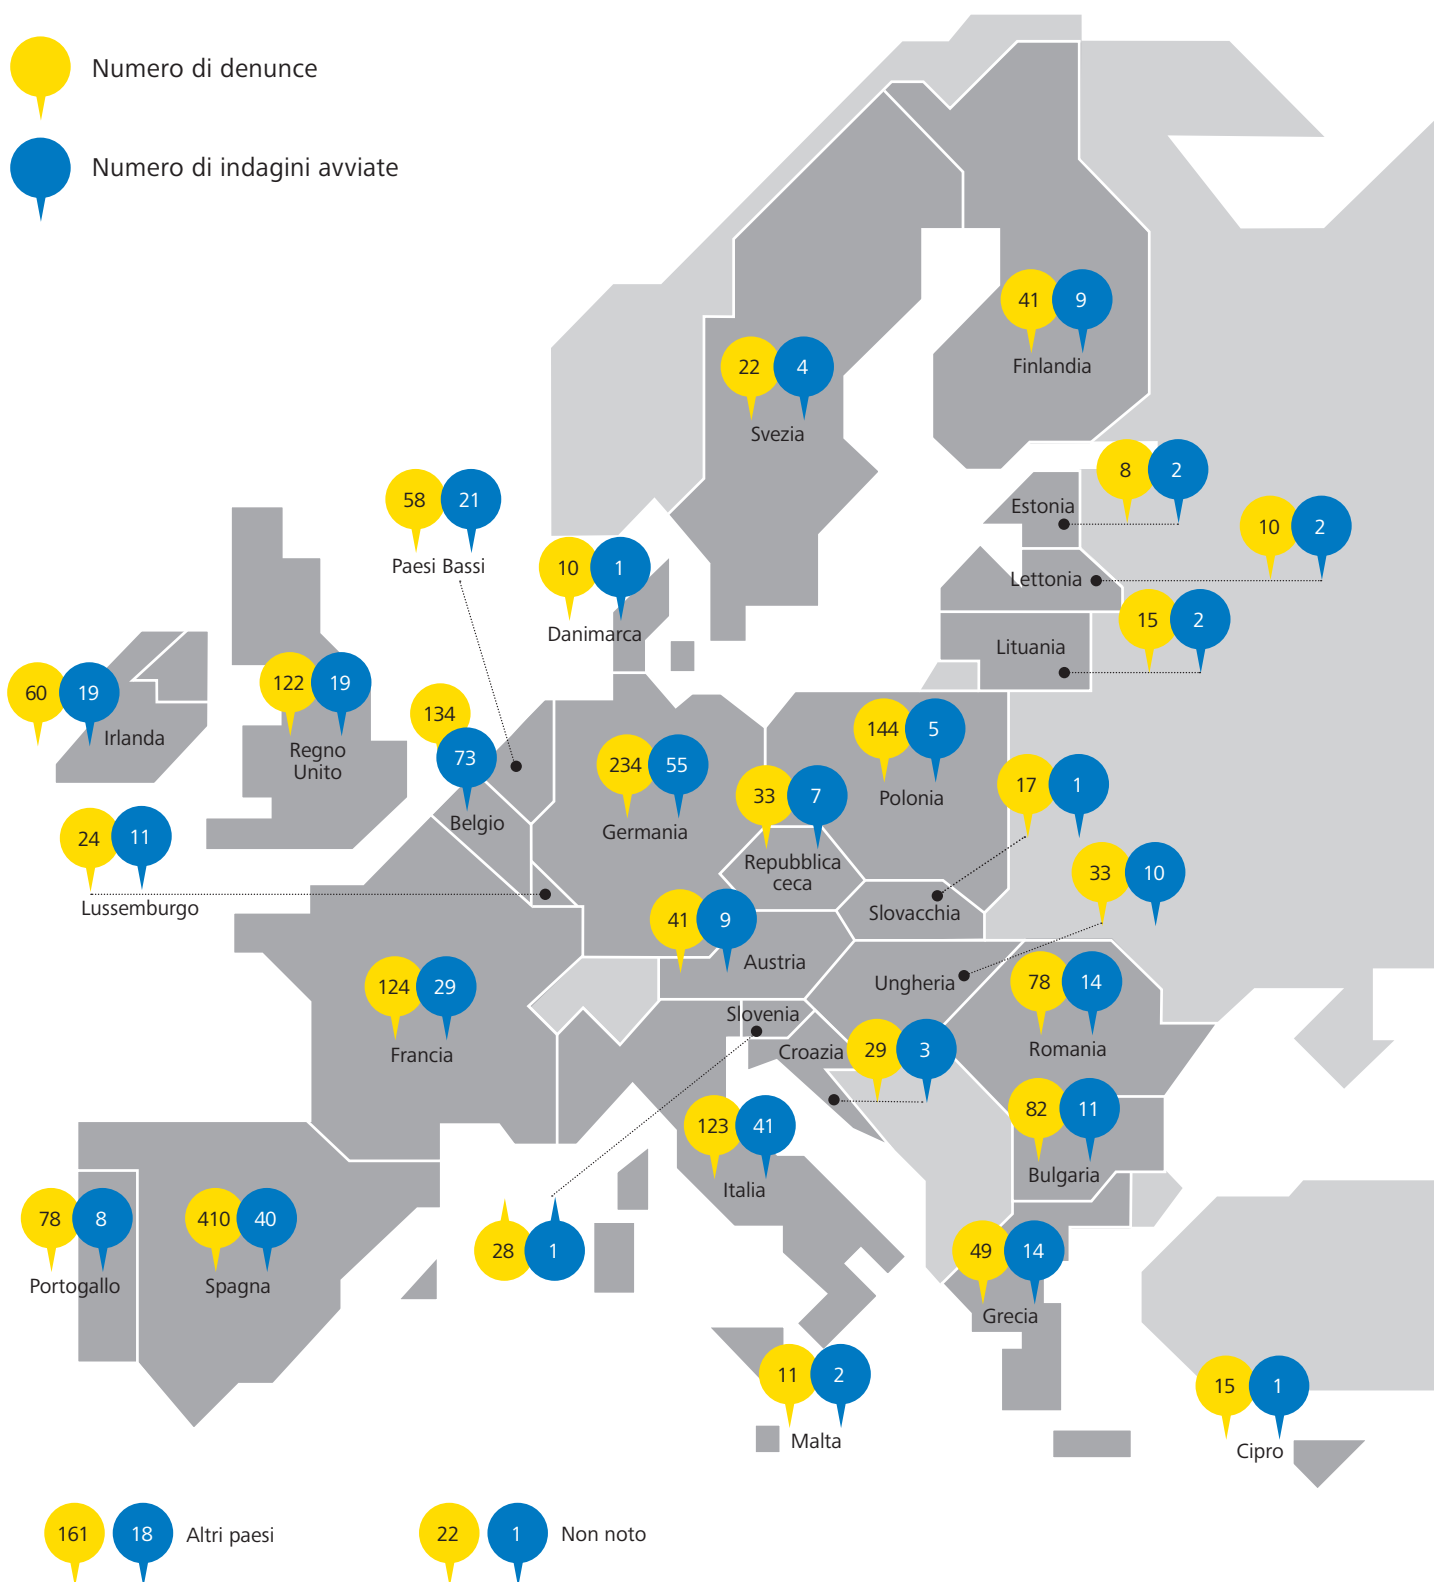 Numero di denunce
Numero di indagini avviate
41
9
Finlandia
22
4
Svezia
8
2
Estonia
58
21
Paesi Bassi
10
2
Lettonia
10
1
Danimarca
15
2
Lituania
60
19
Irlanda
122
19
Regno
Unito
134
73
Belgio
234
55
Germania
144
5
Polonia
33
7
Repubblica
ceca
17
1
Slovacchia
24
11
Lussemburgo
33
10
Ungheria
41
9
Austria
124
29
Francia
78
14
Romania
Slovenia
28
1
Croazia
29
3
82
11
Bulgaria
123
41
Italia
78
8
Portogallo
410
40
Spagna
49
14
Grecia
11
2
Malta
15
1
Cipro
161
18
Altri paesi
22
1
Non noto